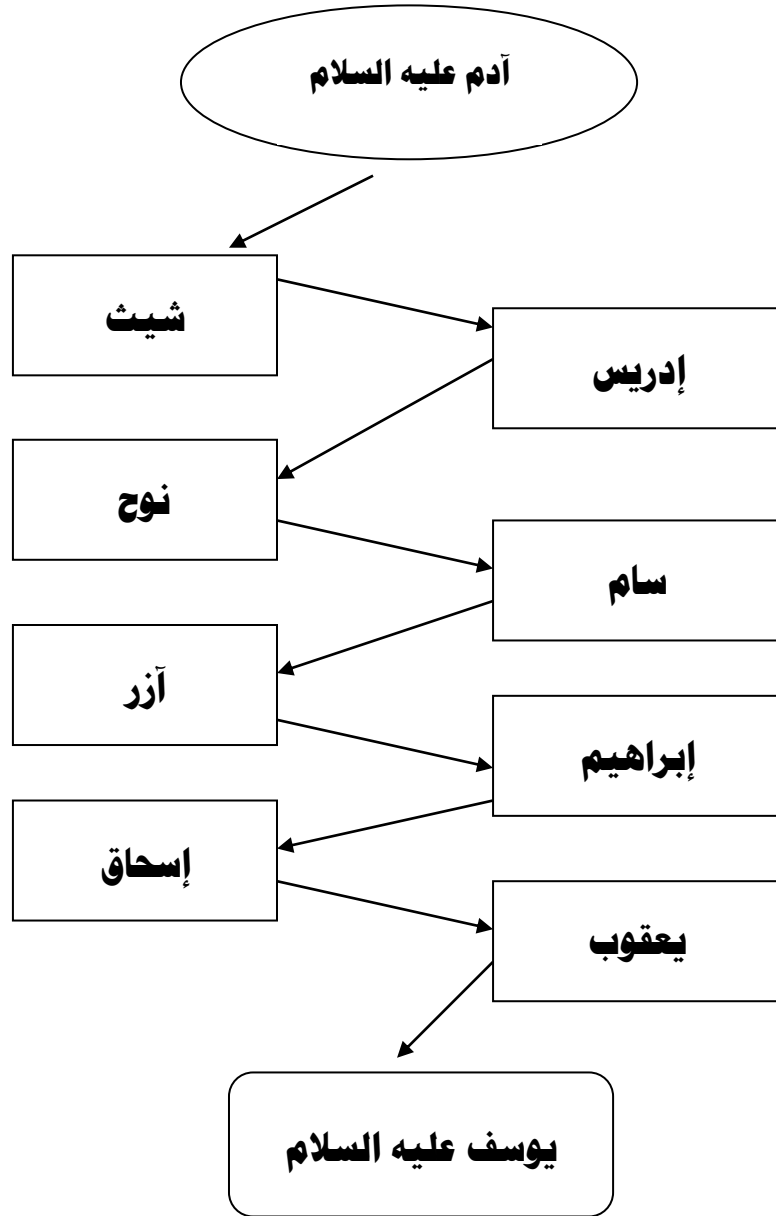 آدم عليه السلام
شيث
إدريس
نوح
سام
آزر
إبراهيم
إسحاق
يعقوب
يوسف عليه السلام